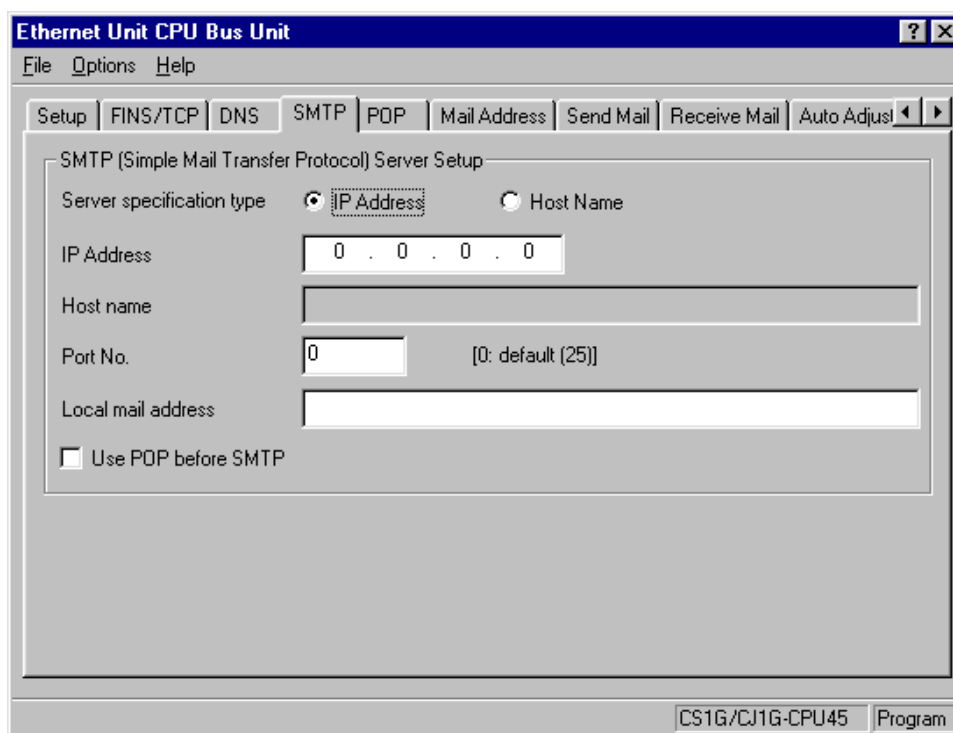 Ethernet Unit CPU Bus Unit
File Options Help
Setup FINS/TCP DNS SMTP POP Mail Address Send Mail Receive Mail Auto Adjust
SMTP (Simple Mail Transfer Protocol) Server Setup
Server specification type IP Address Host Name
IP Address 0 . 0 . 0 . 0
Host name
Port No. 0 [0: default (25)]
Local mail address
Use POP before SMTP
CS1G/CJ1G-CPU45 Program